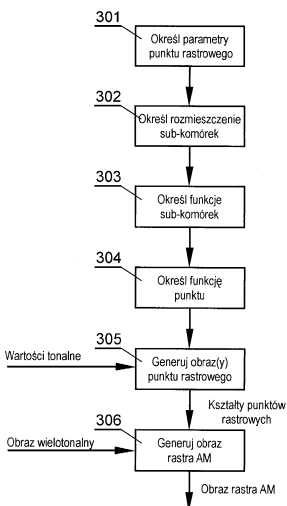 301
Określ parametry
punktu rastrowego
302
Określ rozmieszczenie
sub-komórek
303
Określ funkcje
sub-komórek
304
Określ funkcję
punktu
305
Wartości tonalne
Generuj obraz(y)
punktu rastrowego
Kształty punktów
rastrowych
306
Obraz wielotonalny
Generuj obraz
rastra AM
Obraz rastra AM